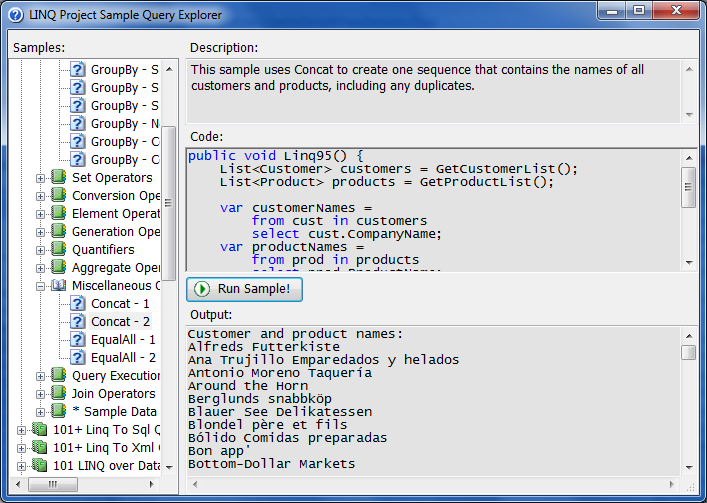 LINQ Project Sample Query Explorer
Samples:
GroupBy - S
GroupBy - S
GroupBy - S
GroupBy - N
GroupBy - C
GroupBy - C
Set Operators
Conversion Ope
Element Operat
Generation Ope
Quantifiers
Aggregate Oper
Miscellaneous O
Concat - 1
Concat - 2
EqualAll - 1
EqualAll - 2
Query Execution
Join Operators
* Sample Data
101+ Linq To Sql Q
101+ Linq To Xml
101 LINQ over Data
Description:
This sample uses Concat to create one sequence that contains the names of all
customers and products, including any duplicates.
Code:
public void Linq95() {
List<Customer> customers = GetCustomerList();
List<Product> products = GetProductList();
var customerNames =
from cust in customers
select cust.CompanyName;
var productNames =
from prod in products
select prod.ProductName;
Run Sample!
Output:
Customer and product names:
Alfreds Futterkiste
Ana Trujillo Emparedados y helados
Antonio Moreno Taquería
Around the Horn
Berglunds snabbköp
Blauer See Delikatessen
Blondel père et fils
Bólido Comidas preparadas
Bon app'
Bottom-Dollar Markets